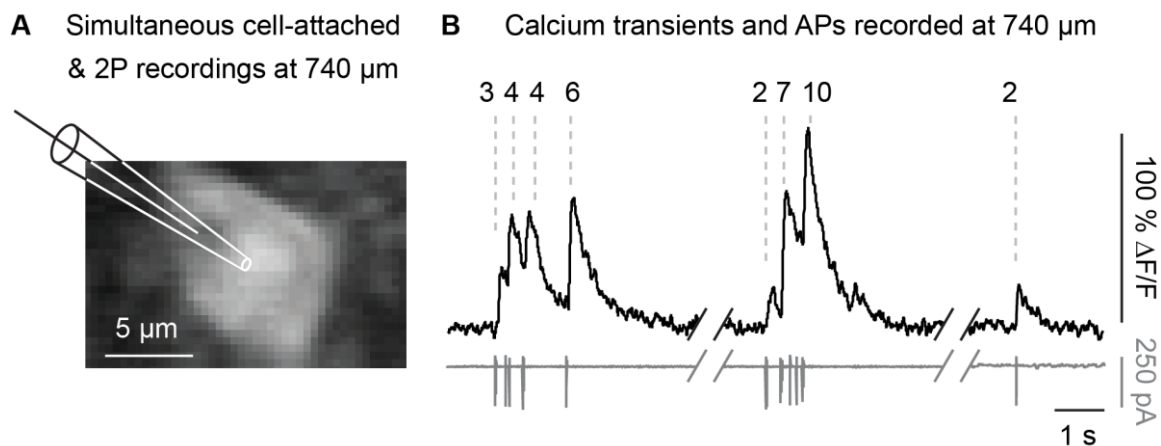 A Simultaneous cell-attached
& 2P recordings at 740 µm
5 µm
B Calcium transients and APs recorded at 740 µm
3 4 4 6 2 7 10 2
100 % ΔF/F
250 pA
1 s